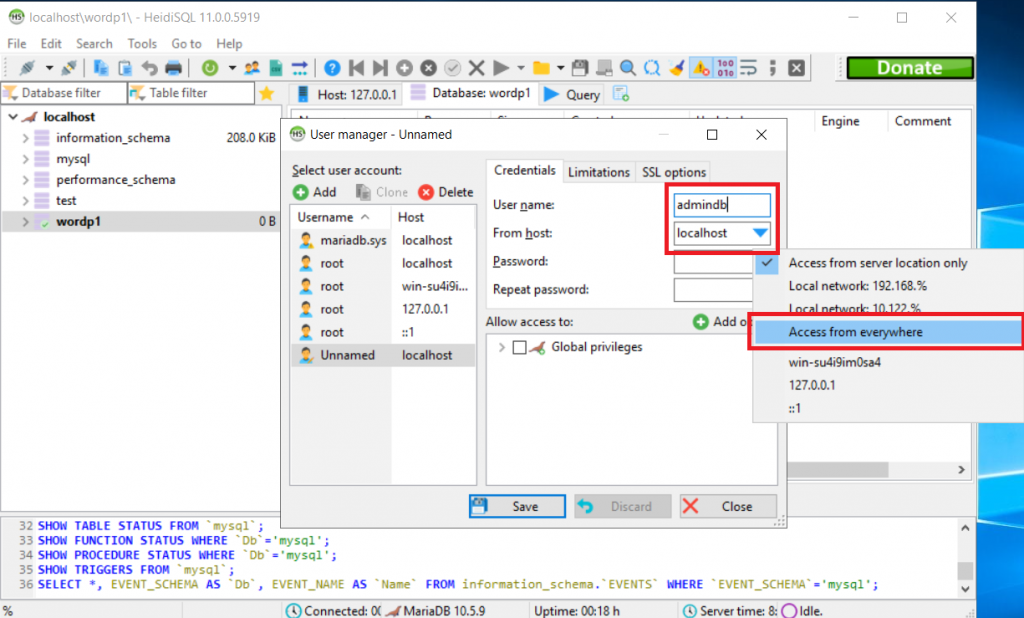 localhost\wordp1\ - HeidiSQL 11.0.0.5919
File Edit Search Tools Go to Help
Donate
Database filter Table filter Host: 127.0.0.1 Database: wordp1 Query
localhost
information_schema 208.0 KiB
mysql
performance_schema
test
wordp1 0 B
Engine Comment
User manager - Unnamed
Select user account:
Add Clone Delete
Username Host
mariadb.sys localhost
root localhost
root win-su4i9i...
root 127.0.0.1
root ::1
Unnamed localhost
Credentials Limitations SSL options
User name: admindb
From host: localhost
Password:
Repeat password:
Allow access to: Add
Global privileges
Access from server location only
Local network: 192.168.%
Local network: 10.122.%
Access from everywhere
win-su4i9im0sa4
127.0.0.1
::1
Save Discard Close
32 SHOW TABLE STATUS FROM `mysql`;
33 SHOW FUNCTION STATUS WHERE `Db`='mysql';
34 SHOW PROCEDURE STATUS WHERE `Db`='mysql';
35 SHOW TRIGGERS FROM `mysql`;
36 SELECT *, EVENT_SCHEMA AS `Db`, EVENT_NAME AS `Name` FROM information_schema.`EVENTS` WHERE `EVENT_SCHEMA`='mysql';
% Connected: 00 MariaDB 10.5.9 Uptime: 00:18 h Server time: 8: Idle.